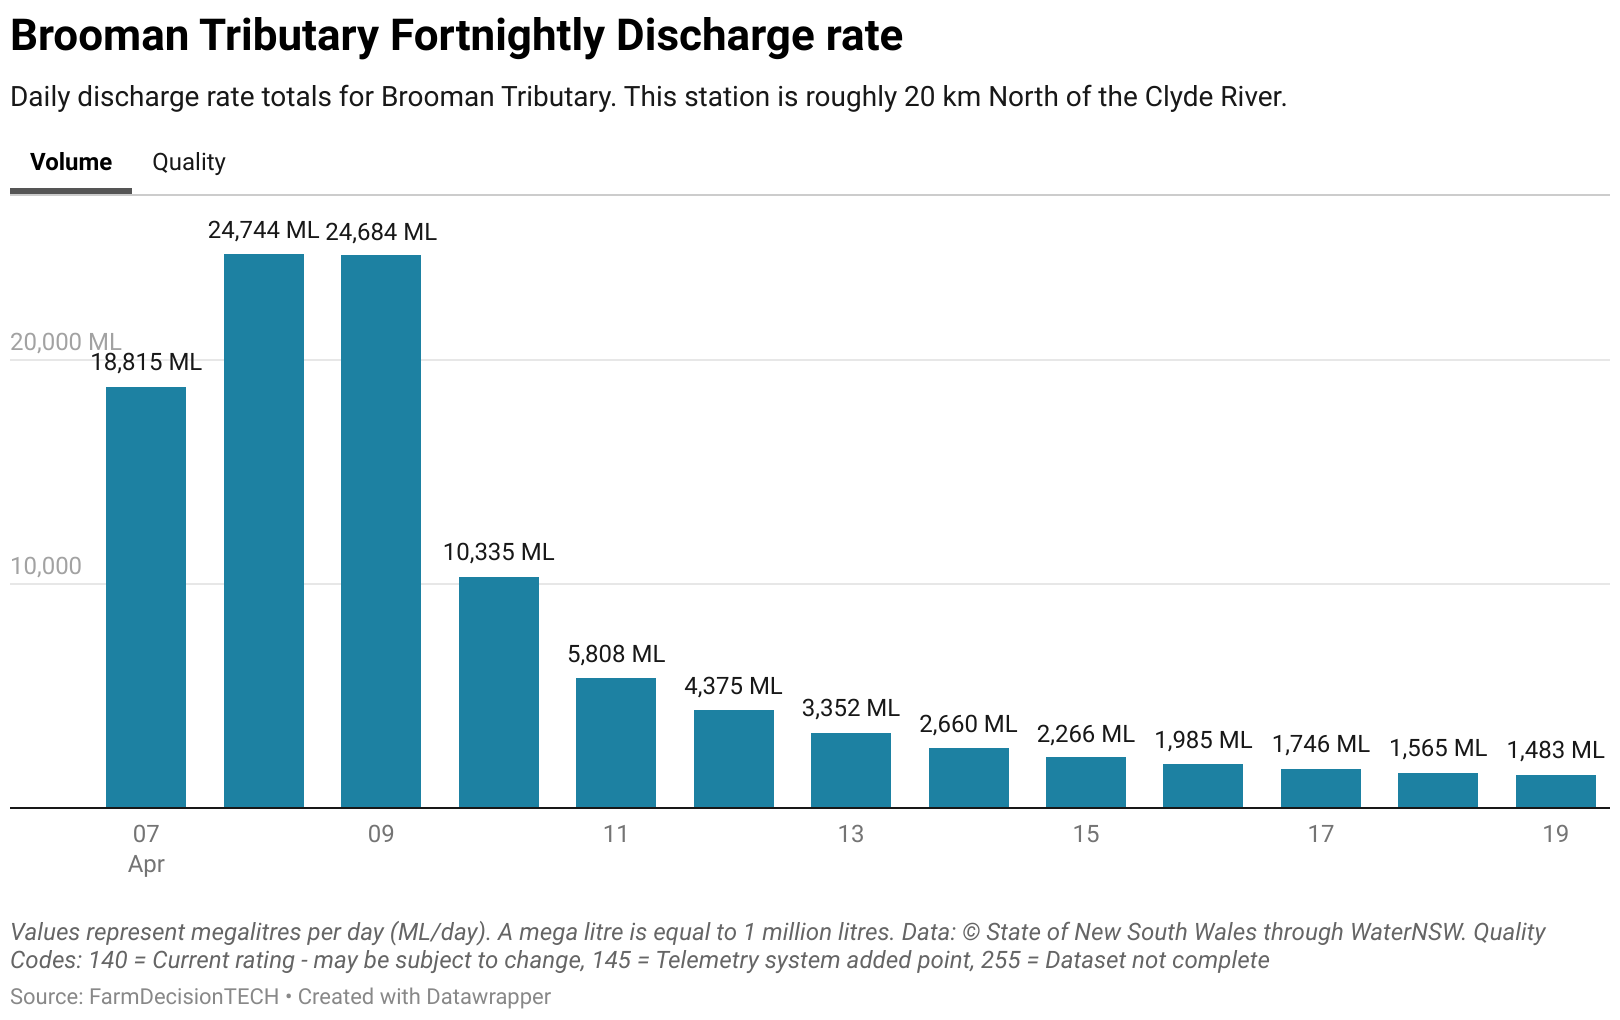 Brooman Tributary Fortnightly Discharge rate
Daily discharge rate totals for Brooman Tributary. This station is roughly 20 km North of the Clyde River.
Volume Quality
24,744 ML 24,684 ML
20,000 ML
18,815 ML
10,335 ML
10,000
5,808 ML
4,375 ML
3,352 ML
2,660 ML
2,266 ML
1,985 ML
1,746 ML
1,565 ML
1,483 ML
07 09 11 13 15 17 19
Apr
Values represent megalitres per day (ML/day). A mega litre is equal to 1 million litres. Data: © State of New South Wales through WaterNSW. Quality
Codes: 140 = Current rating - may be subject to change, 145 = Telemetry system added point, 255 = Dataset not complete
Source: FarmDecisionTECH • Created with Datawrapper